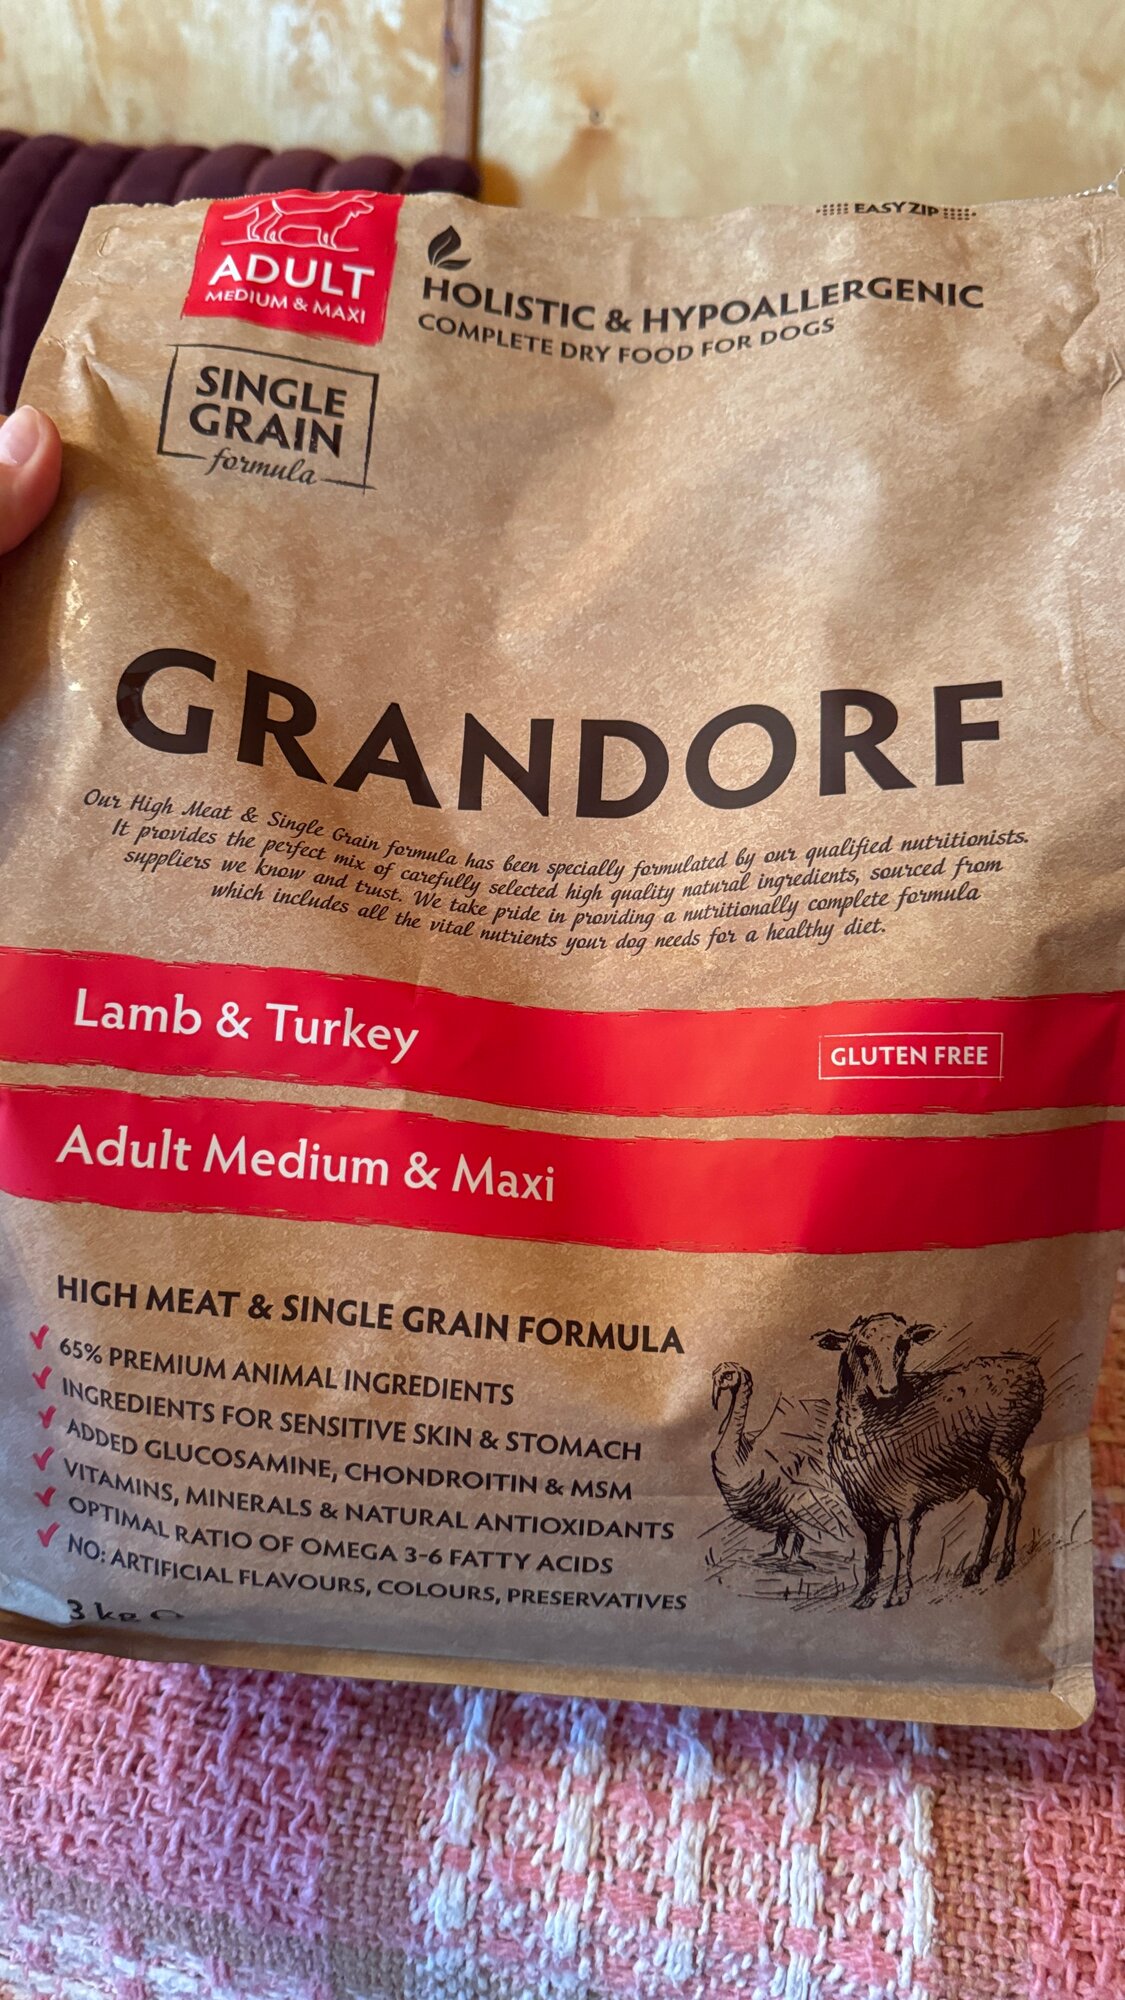 EASY ZIP
ADULT
MEDIUM & MAXI
HOLISTIC & HYPOALLERGENIC
COMPLETE DRY FOOD FOR DOGS
SINGLE
GRAIN
formula
GRANDORF
Our High Meat & Single Grain formula has been specially formulated by our qualified nutritionists.
It provides the perfect mix of carefully selected high quality natural ingredients, sourced from
suppliers we know and trust. We take pride in providing a nutritionally complete formula
which includes all the vital nutrients your dog needs for a healthy diet.
Lamb & Turkey
GLUTEN FREE
Adult Medium & Maxi
HIGH MEAT & SINGLE GRAIN FORMULA
65% PREMIUM ANIMAL INGREDIENTS
INGREDIENTS FOR SENSITIVE SKIN & STOMACH
ADDED GLUCOSAMINE, CHONDROITIN & MSM
VITAMINS, MINERALS & NATURAL ANTIOXIDANTS
OPTIMAL RATIO OF OMEGA 3-6 FATTY ACIDS
NO: ARTIFICIAL FLAVOURS, COLOURS, PRESERVATIVES
3 kg e